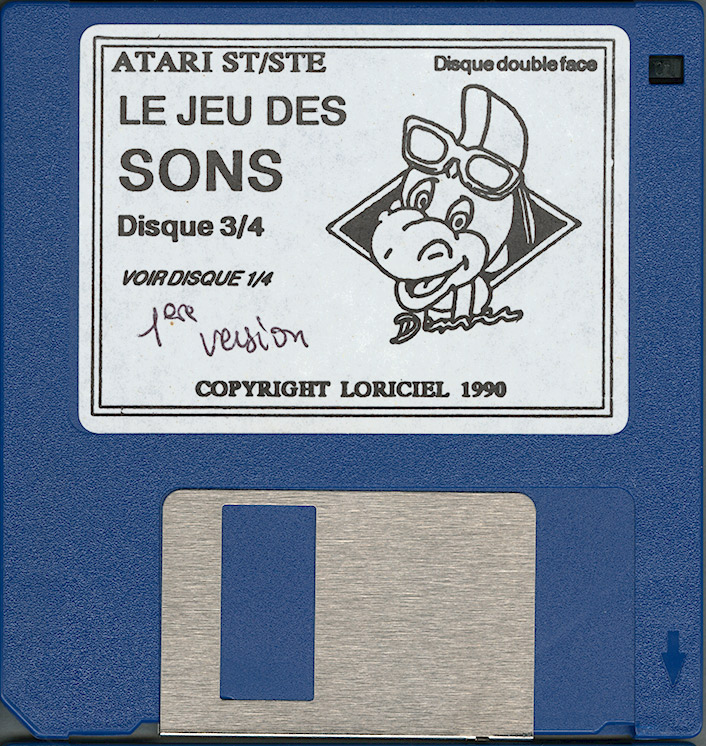 ATARI ST/STE
Disque double face
LE JEU DES
SONS
Disque 3/4
VOIR DISQUE 1/4
1ere version
COPYRIGHT LORICIEL 1990